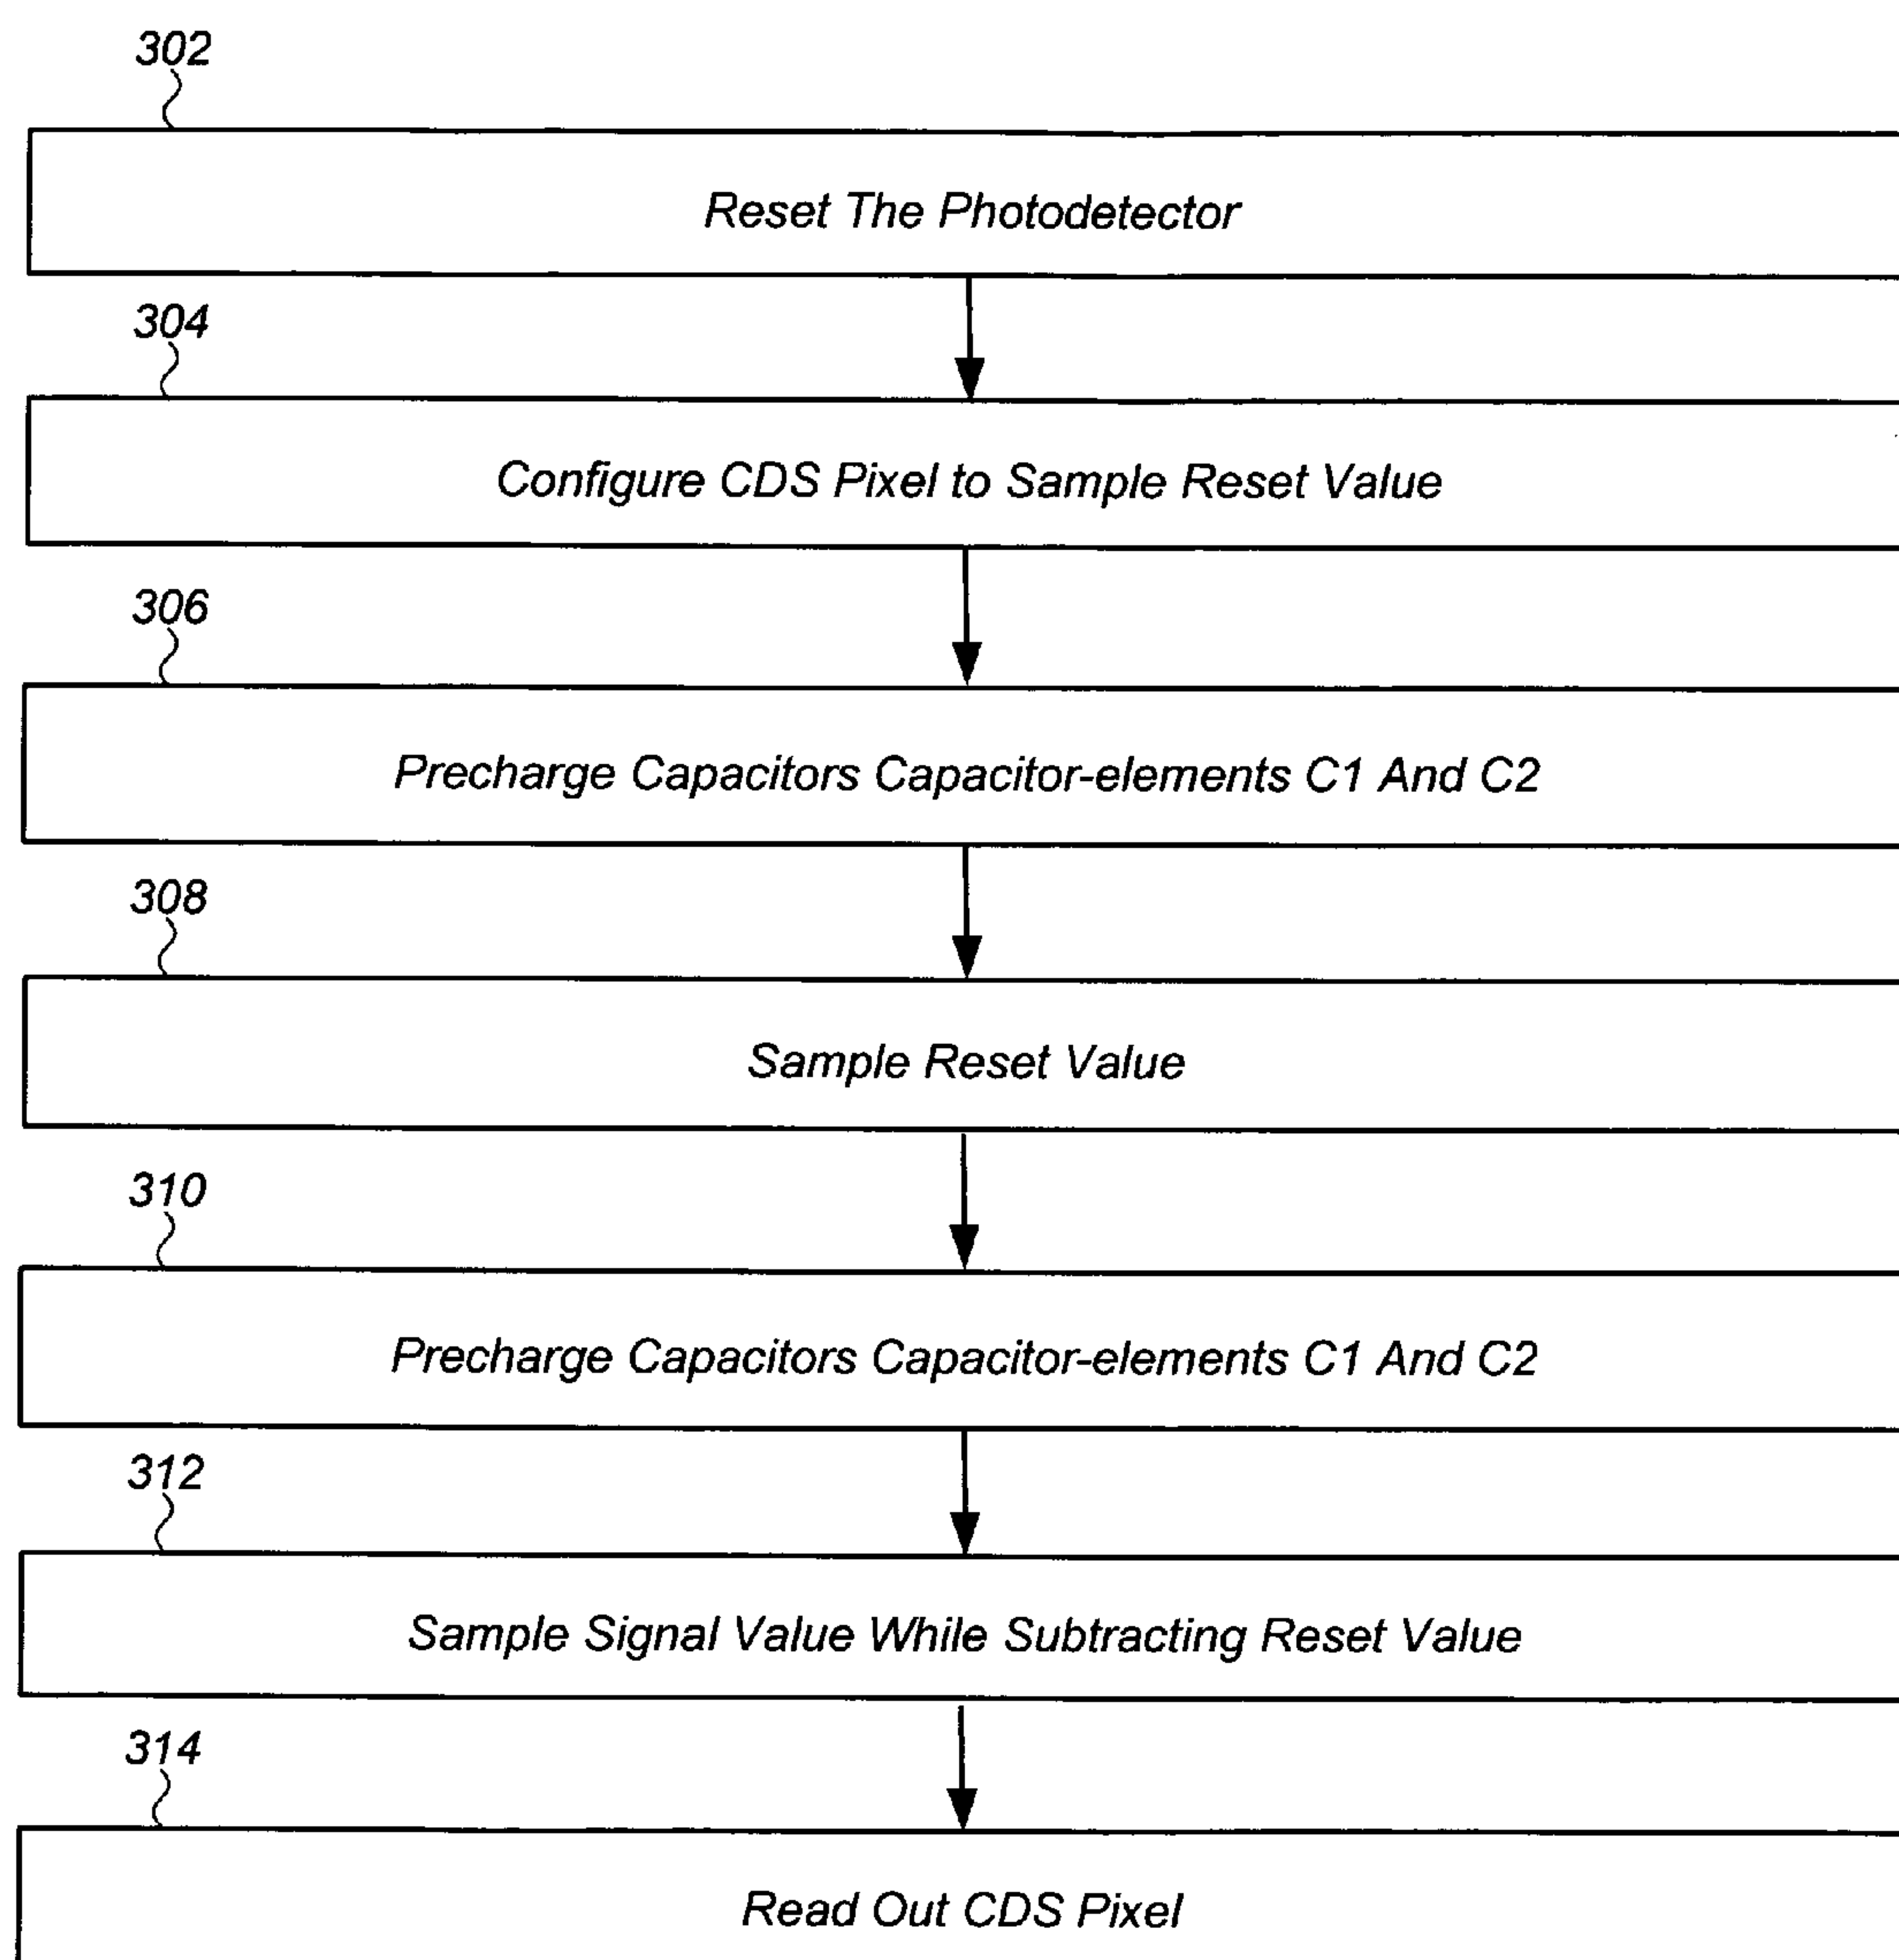 302
Reset The Photodetector
304
Configure CDS Pixel to Sample Reset Value
306
Precharge Capacitors Capacitor-elements C1 And C2
308
Sample Reset Value
310
Precharge Capacitors Capacitor-elements C1 And C2
312
Sample Signal Value While Subtracting Reset Value
314
Read Out CDS Pixel